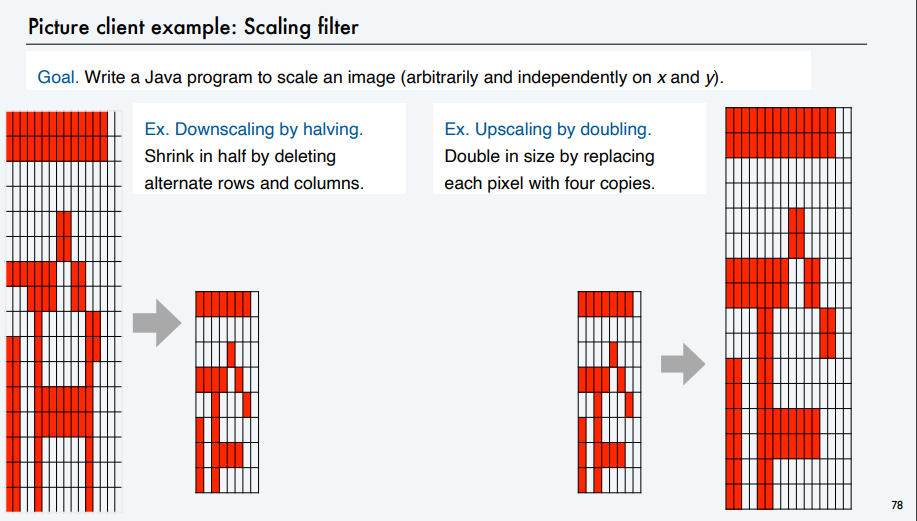 Picture client example: Scaling filter
Goal. Write a Java program to scale an image (arbitrarily and independently on x and y).
Ex. Downscaling by halving.
Shrink in half by deleting
alternate rows and columns.
Ex. Upscaling by doubling.
Double in size by replacing
each pixel with four copies.
78